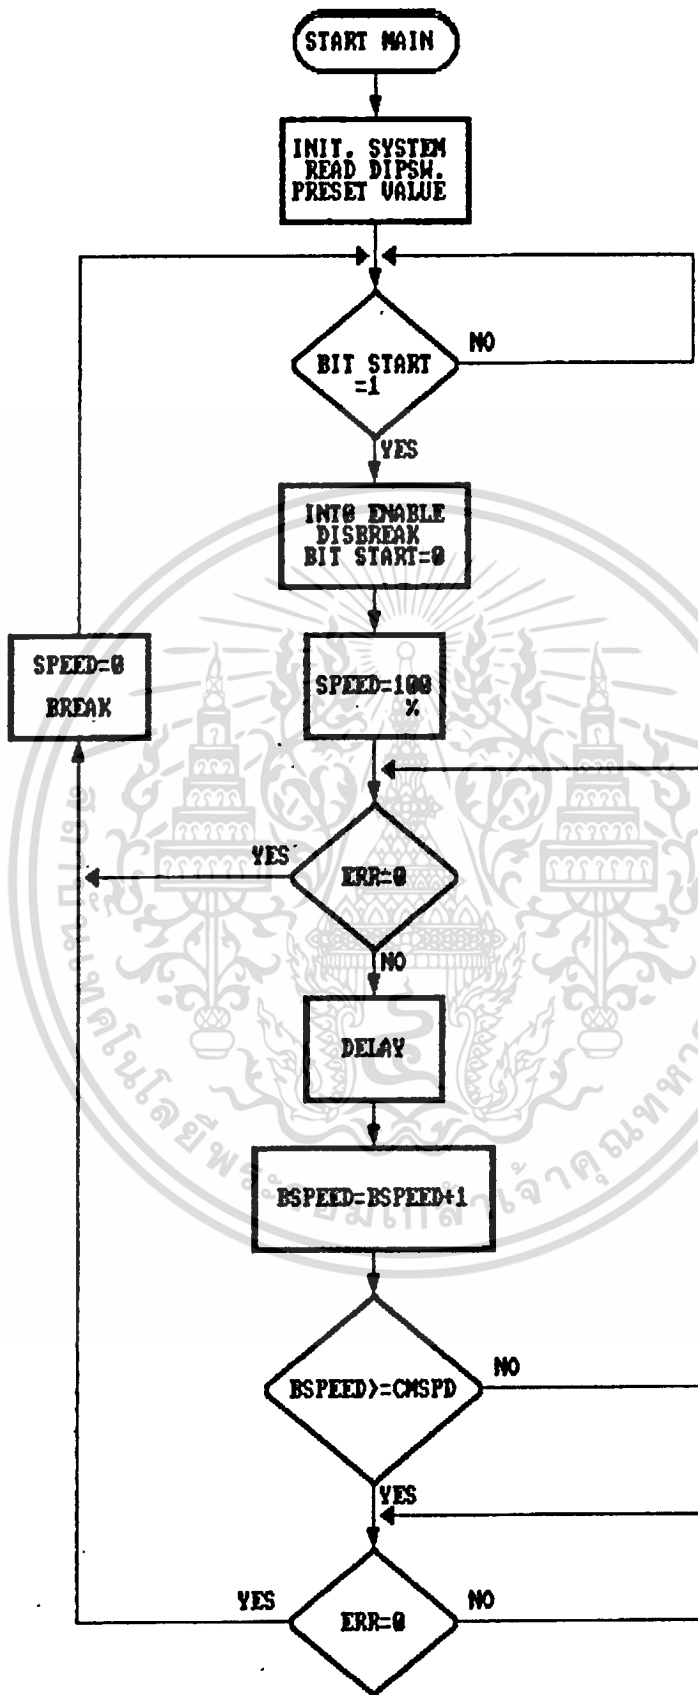 START MAIN
INIT. SYSTEM
READ DIPSW.
PRESET VALUE
NO
BIT START
=1
YES
INT0 ENABLE
DISBREAK
BIT START=0
SPEED=0
BREAK
SPEED=100
%
YES
ERR=0
NO
DELAY
BSPEED=BSPEED+1
NO
BSPEED>=CMSPD
YES
YES
NO
ERR=0